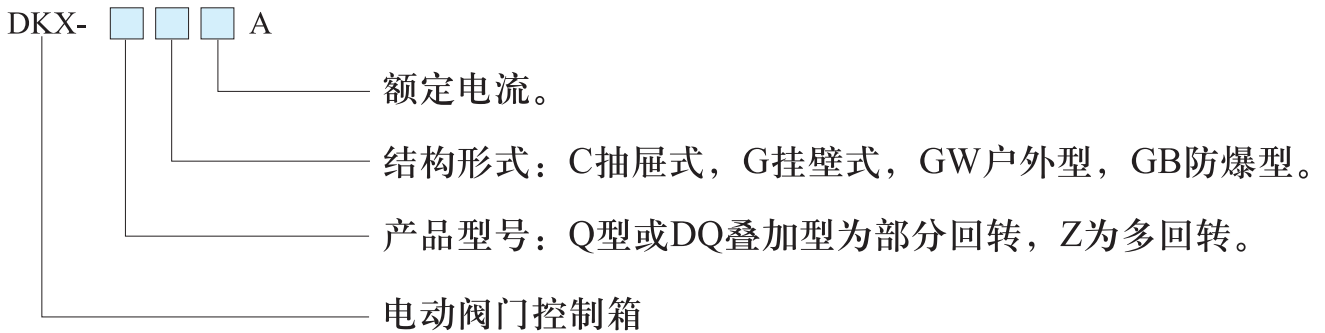 DKX- A
额定电流。
结构形式：C抽屉式，G挂壁式，GW户外型，GB防爆型。
产品型号：Q型或DQ叠加型为部分回转，Z为多回转。
电动阀门控制箱